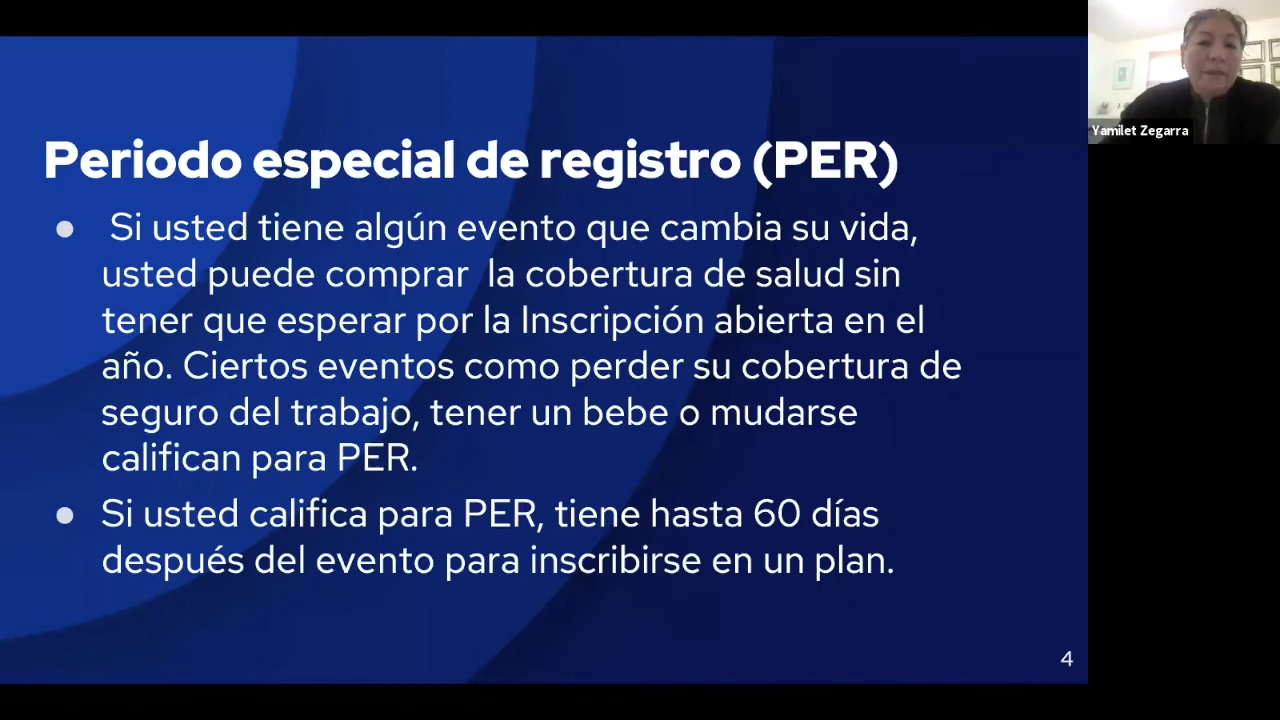 Periodo especial de registro (PER)
● Si usted tiene algún evento que cambia su vida,
usted puede comprar la cobertura de salud sin
tener que esperar por la Inscripción abierta en el
año. Ciertos eventos como perder su cobertura de
seguro del trabajo, tener un bebe o mudarse
califican para PER.
● Si usted califica para PER, tiene hasta 60 días
después del evento para inscribirse en un plan.
4
Yamilet Zegarra